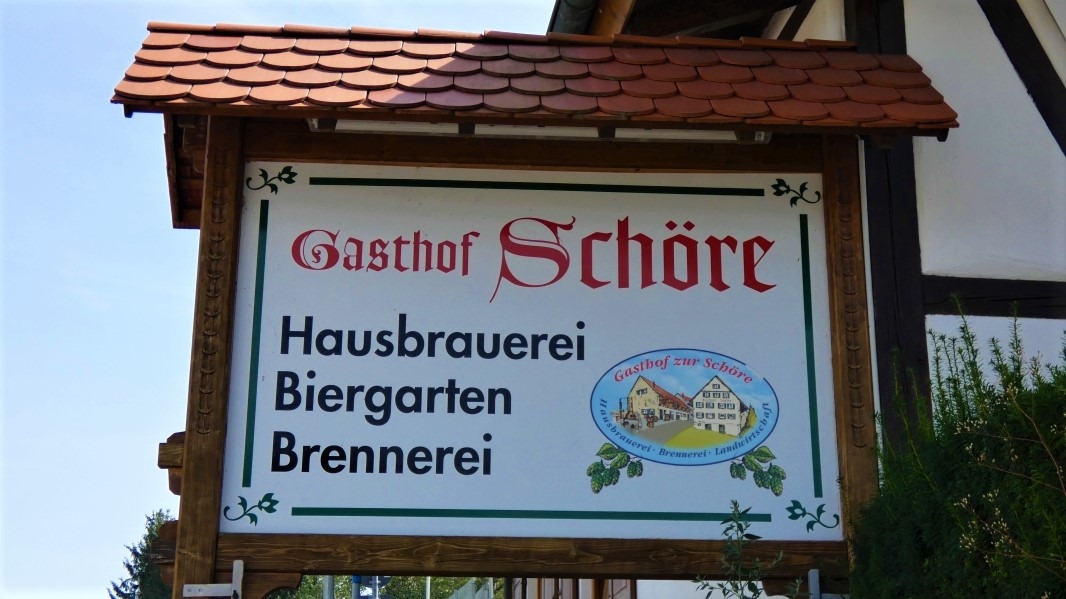 Gasthof Schöre
Hausbrauerei
Biergarten
Brennerei
Gasthof zur Schöre
Hausbrauerei · Brennerei · Landwirtschaft